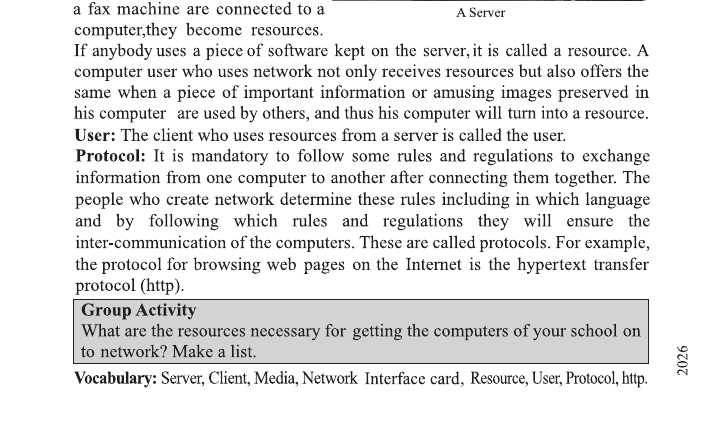 a fax machine are connected to a
A Server
computer,they become resources.
If anybody uses a piece of software kept on the server, it is called a resource. A
computer user who uses network not only receives resources but also offers the
same when a piece of important information or amusing images preserved in
his computer are used by others, and thus his computer will turn into a resource.
User: The client who uses resources from a server is called the user.
Protocol: It is mandatory to follow some rules and regulations to exchange
information from one computer to another after connecting them together. The
people who create network determine these rules including in which language
and by following which rules and regulations they will ensure the
inter-communication of the computers. These are called protocols. For example,
the protocol for browsing web pages on the Internet is the hypertext transfer
protocol (http).
Group Activity
What are the resources necessary for getting the computers of your school on
to network? Make a list.
Vocabulary: Server, Client, Media, Network Interface card, Resource, User, Protocol, http.
2026